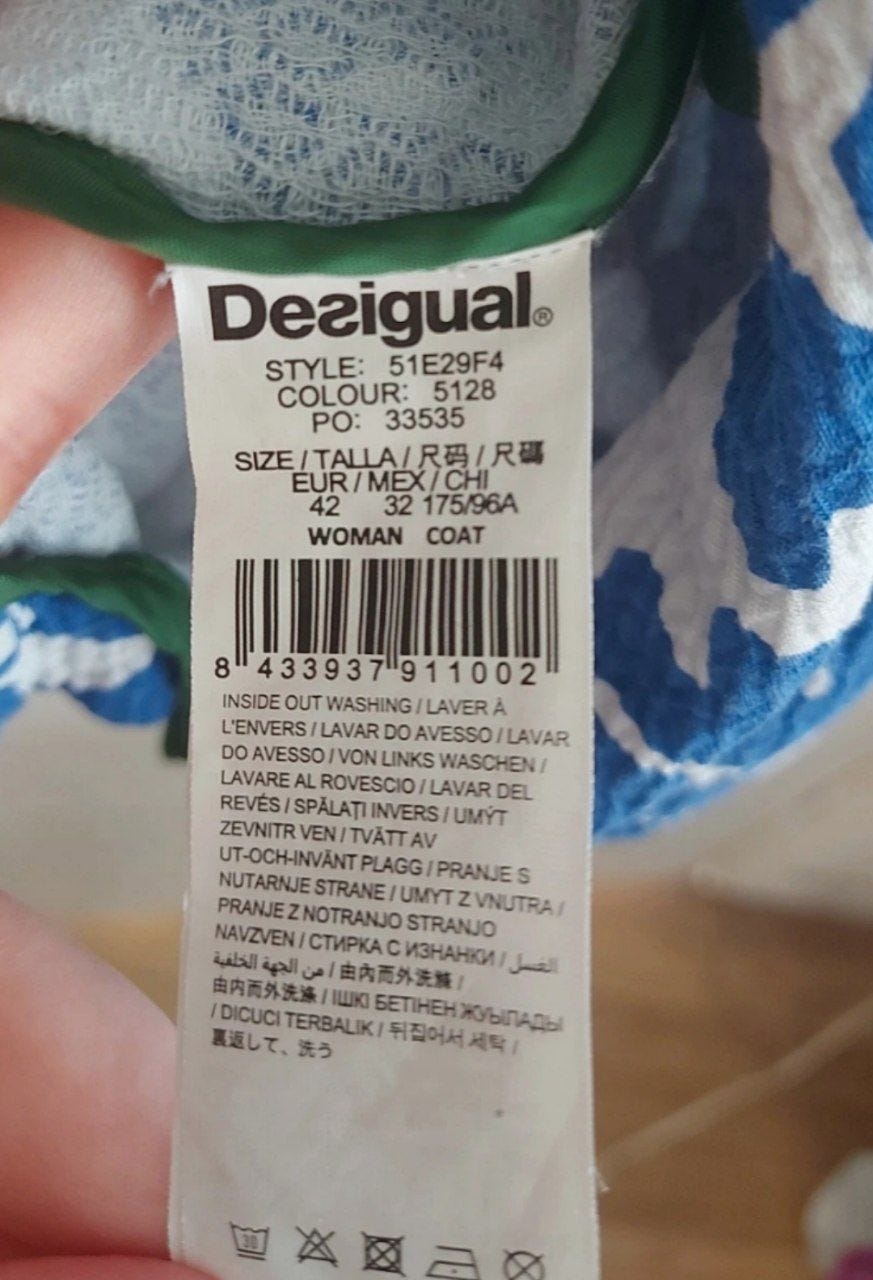 Desigual®
STYLE: 51E29F4
COLOUR: 5128
PO: 33535
SIZE / TALLA / 尺码 / 尺碼
EUR / MEX / CHI
42 32 175/96A
WOMAN COAT
8 433937 911002
INSIDE OUT WASHING / LAVER À
L'ENVERS / LAVAR DO AVESSO / LAVAR
DO AVESSO / VON LINKS WASCHEN /
LAVARE AL ROVESCIO / LAVAR DEL
REVÉS / SPĂLAȚI INVERS / UMÝT
ZEVNITR VEN / TVÄTT AV
UT-OCH-INVÄNT PLAGG / PRANJE S
NUTARNJE STRANE / UMYT Z VNUTRA /
PRANJE Z NOTRANJO STRANJO
NAVZVEN / СТИРКА С ИЗНАНКИ / الغسل
من الجهة الخلفية / 由內而外洗滌 /
由内而外洗涤 / ІШКІ БЕТІНЕН ЖУЫЛАДЫ
/ DICUCI TERBALIK / 뒤집어서 세탁 /
裏返して、洗う
30